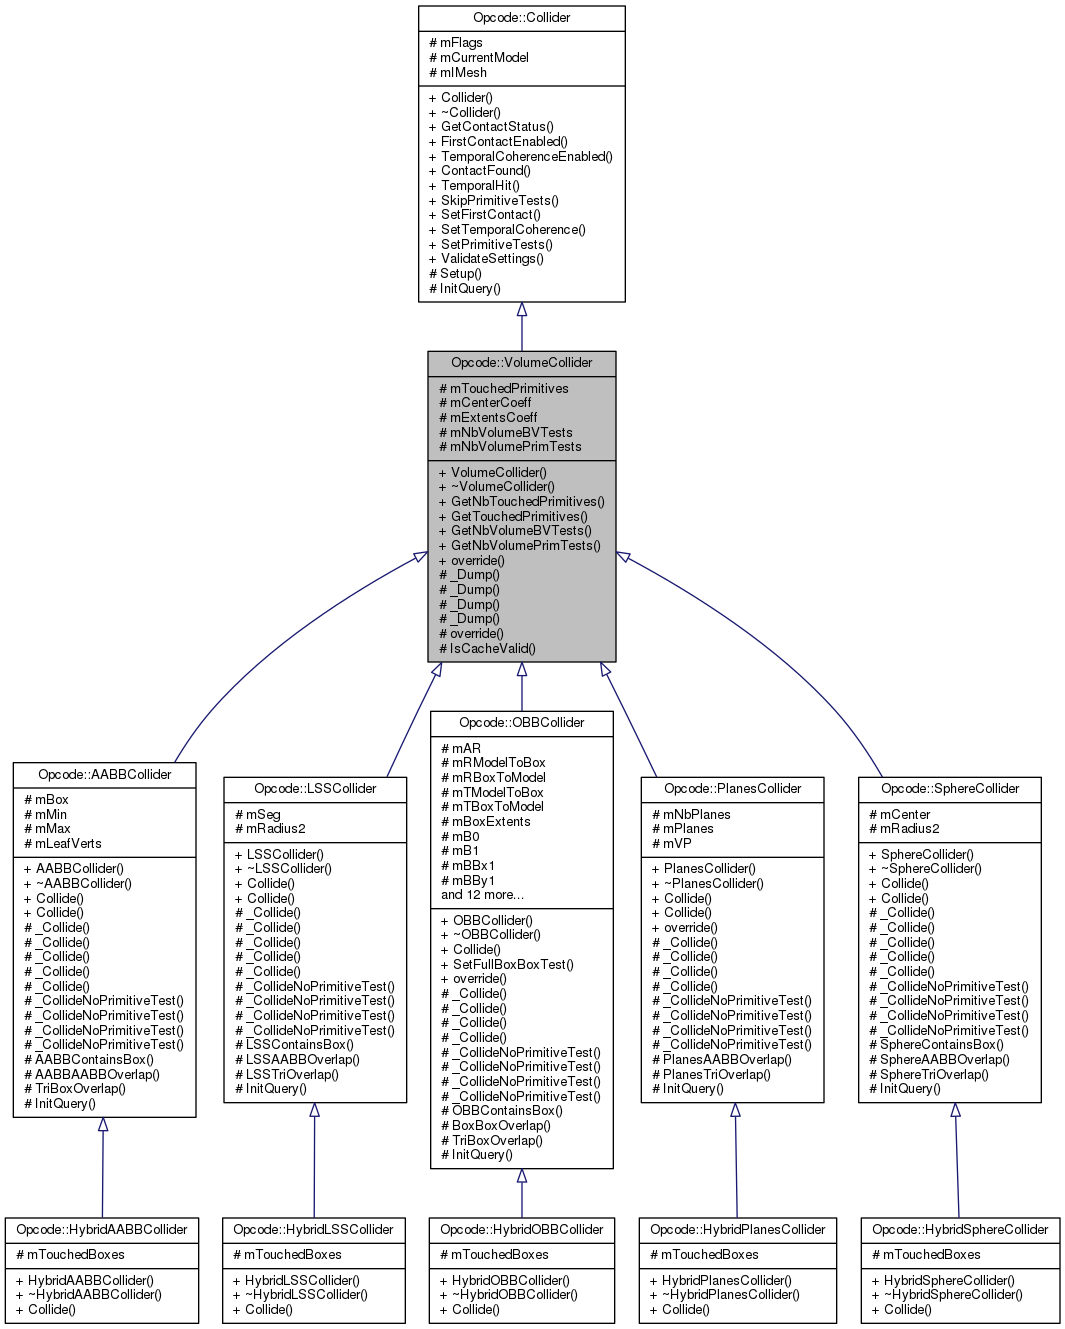 Opcode::Collider
# mFlags
# mCurrentModel
# mIMesh
+ Collider()
+ ~Collider()
+ GetContactStatus()
+ FirstContactEnabled()
+ TemporalCoherenceEnabled()
+ ContactFound()
+ TemporalHit()
+ SkipPrimitiveTests()
+ SetFirstContact()
+ SetTemporalCoherence()
+ SetPrimitiveTests()
+ ValidateSettings()
# Setup()
# InitQuery()
Opcode::VolumeCollider
# mTouchedPrimitives
# mCenterCoeff
# mExtentsCoeff
# mNbVolumeBVTests
# mNbVolumePrimTests
+ VolumeCollider()
+ ~VolumeCollider()
+ GetNbTouchedPrimitives()
+ GetTouchedPrimitives()
+ GetNbVolumeBVTests()
+ GetNbVolumePrimTests()
+ override()
# _Dump()
# _Dump()
# _Dump()
# _Dump()
# override()
# IsCacheValid()
Opcode::AABBCollider
# mBox
# mMin
# mMax
# mLeafVerts
+ AABBCollider()
+ ~AABBCollider()
+ Collide()
+ Collide()
# _Collide()
# _Collide()
# _Collide()
# _Collide()
# _Collide()
# _CollideNoPrimitiveTest()
# _CollideNoPrimitiveTest()
# _CollideNoPrimitiveTest()
# _CollideNoPrimitiveTest()
# AABBContainsBox()
# AABBAABBOverlap()
# TriBoxOverlap()
# InitQuery()
Opcode::LSSCollider
# mSeg
# mRadius2
+ LSSCollider()
+ ~LSSCollider()
+ Collide()
+ Collide()
# _Collide()
# _Collide()
# _Collide()
# _Collide()
# _Collide()
# _CollideNoPrimitiveTest()
# _CollideNoPrimitiveTest()
# _CollideNoPrimitiveTest()
# _CollideNoPrimitiveTest()
# LSSContainsBox()
# LSSAABBOverlap()
# LSSTriOverlap()
# InitQuery()
Opcode::OBBCollider
# mAR
# mRModelToBox
# mRBoxToModel
# mTModelToBox
# mTBoxToModel
# mBoxExtents
# mB0
# mB1
# mBBx1
# mBBy1
and 12 more...
+ OBBCollider()
+ ~OBBCollider()
+ Collide()
+ SetFullBoxBoxTest()
+ override()
# _Collide()
# _Collide()
# _Collide()
# _Collide()
# _CollideNoPrimitiveTest()
# _CollideNoPrimitiveTest()
# _CollideNoPrimitiveTest()
# _CollideNoPrimitiveTest()
# OBBContainsBox()
# BoxBoxOverlap()
# TriBoxOverlap()
# InitQuery()
Opcode::PlanesCollider
# mNbPlanes
# mPlanes
# mVP
+ PlanesCollider()
+ ~PlanesCollider()
+ Collide()
+ Collide()
+ override()
# _Collide()
# _Collide()
# _Collide()
# _Collide()
# _CollideNoPrimitiveTest()
# _CollideNoPrimitiveTest()
# _CollideNoPrimitiveTest()
# _CollideNoPrimitiveTest()
# PlanesAABBOverlap()
# PlanesTriOverlap()
# InitQuery()
Opcode::SphereCollider
# mCenter
# mRadius2
+ SphereCollider()
+ ~SphereCollider()
+ Collide()
+ Collide()
# _Collide()
# _Collide()
# _Collide()
# _Collide()
# _Collide()
# _CollideNoPrimitiveTest()
# _CollideNoPrimitiveTest()
# _CollideNoPrimitiveTest()
# _CollideNoPrimitiveTest()
# SphereContainsBox()
# SphereAABBOverlap()
# SphereTriOverlap()
# InitQuery()
Opcode::HybridAABBCollider
# mTouchedBoxes
+ HybridAABBCollider()
+ ~HybridAABBCollider()
+ Collide()
Opcode::HybridLSSCollider
# mTouchedBoxes
+ HybridLSSCollider()
+ ~HybridLSSCollider()
+ Collide()
Opcode::HybridOBBCollider
# mTouchedBoxes
+ HybridOBBCollider()
+ ~HybridOBBCollider()
+ Collide()
Opcode::HybridPlanesCollider
# mTouchedBoxes
+ HybridPlanesCollider()
+ ~HybridPlanesCollider()
+ Collide()
Opcode::HybridSphereCollider
# mTouchedBoxes
+ HybridSphereCollider()
+ ~HybridSphereCollider()
+ Collide()